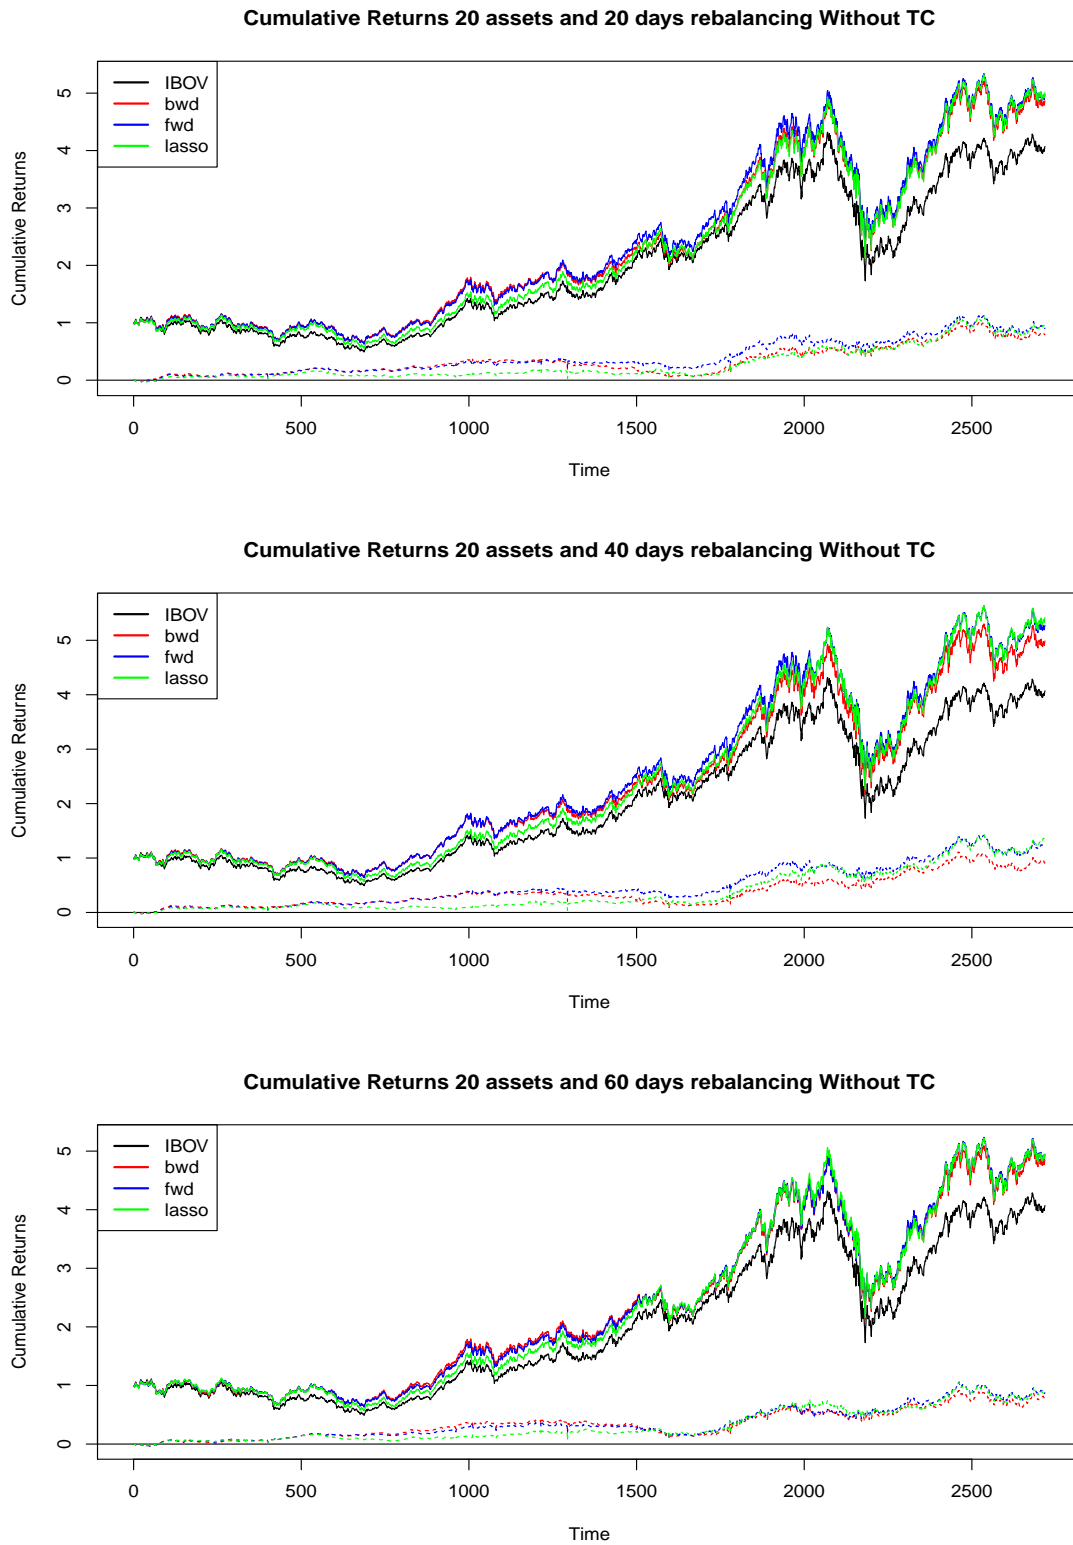 Cumulative Returns 20 assets and 20 days rebalancing Without TC
Cumulative Returns
5
4
3
2
1
0
IBOV
bwd
fwd
lasso
0 500 1000 1500 2000 2500
Time
Cumulative Returns 20 assets and 40 days rebalancing Without TC
Cumulative Returns
5
4
3
2
1
0
IBOV
bwd
fwd
lasso
0 500 1000 1500 2000 2500
Time
Cumulative Returns 20 assets and 60 days rebalancing Without TC
Cumulative Returns
5
4
3
2
1
0
IBOV
bwd
fwd
lasso
0 500 1000 1500 2000 2500
Time